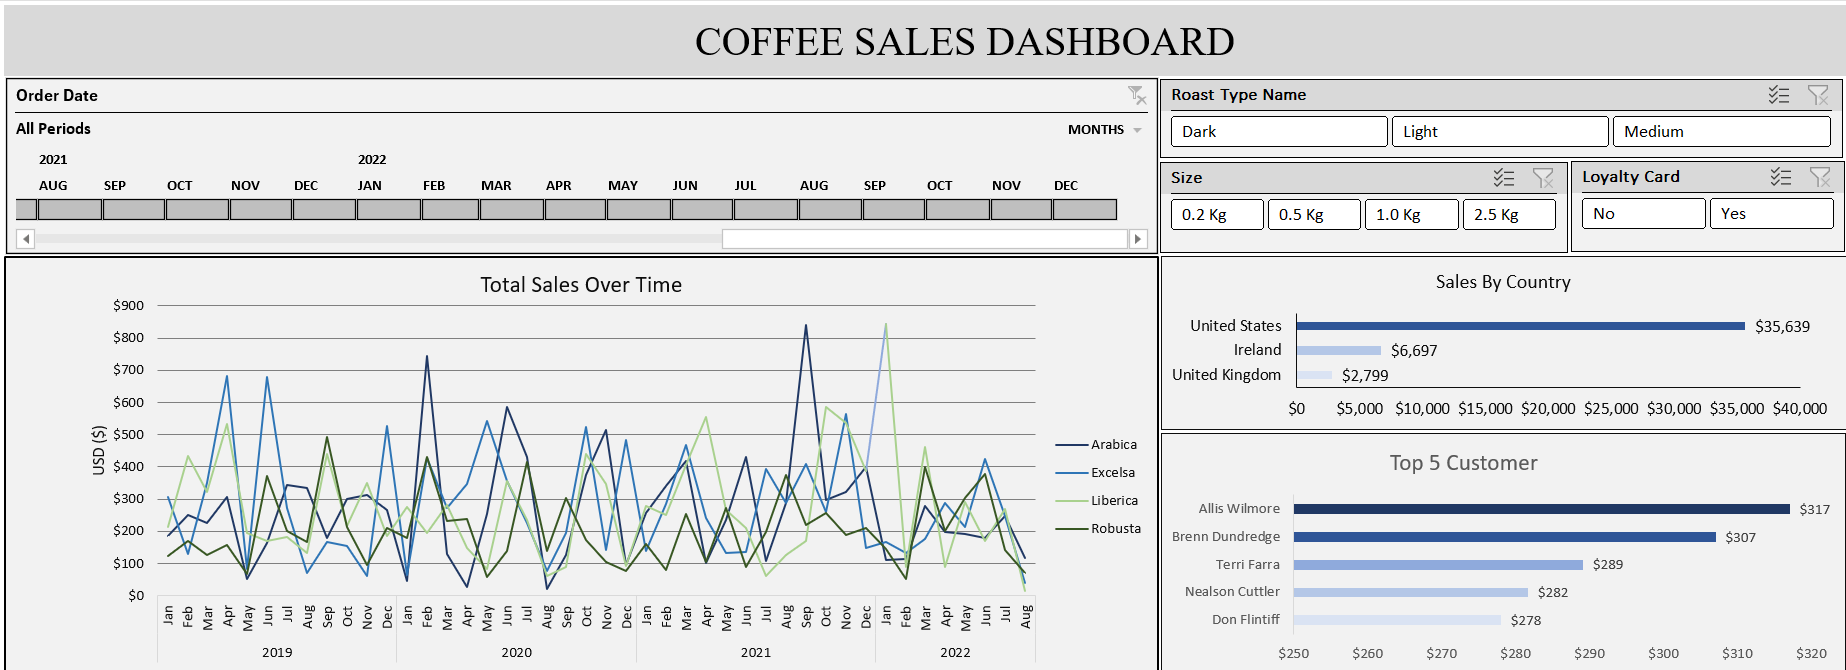 COFFEE SALES DASHBOARD
Order Date
All Periods
MONTHS
2021 2022
AUG SEP OCT NOV DEC JAN FEB MAR APR MAY JUN JUL AUG SEP OCT NOV DEC
Roast Type Name
Dark Light Medium
Size
0.2 Kg 0.5 Kg 1.0 Kg 2.5 Kg
Loyalty Card
No Yes
Total Sales Over Time
USD ($)
$900
$800
$700
$600
$500
$400
$300
$200
$100
$0
Jan Feb Mar Apr May Jun Jul Aug Sep Oct Nov Dec Jan Feb Mar Apr May Jun Jul Aug Sep Oct Nov Dec Jan Feb Mar Apr May Jun Jul Aug Sep Oct Nov Dec Jan Feb Mar Apr May Jun Jul Aug
2019 2020 2021 2022
Arabica
Excelsa
Liberica
Robusta
Sales By Country
United States $35,639
Ireland $6,697
United Kingdom $2,799
$0 $5,000 $10,000 $15,000 $20,000 $25,000 $30,000 $35,000 $40,000
Top 5 Customer
Allis Wilmore $317
Brenn Dundredge $307
Terri Farra $289
Nealson Cuttler $282
Don Flintiff $278
$250 $260 $270 $280 $290 $300 $310 $320